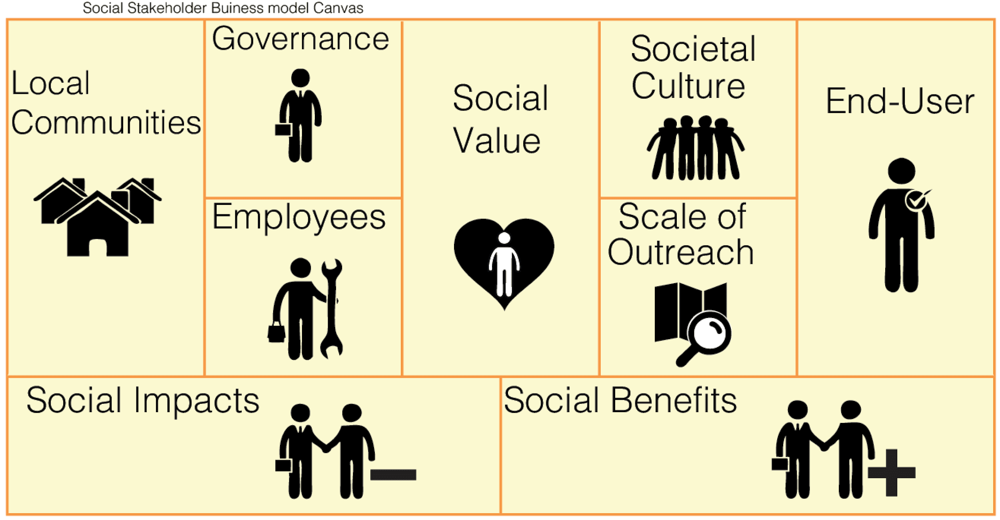 Social Stakeholder Buiness model Canvas
Local
Communities
Governance
Employees
Social
Value
Societal
Culture
Scale of
Outreach
End-User
Social Impacts
Social Benefits